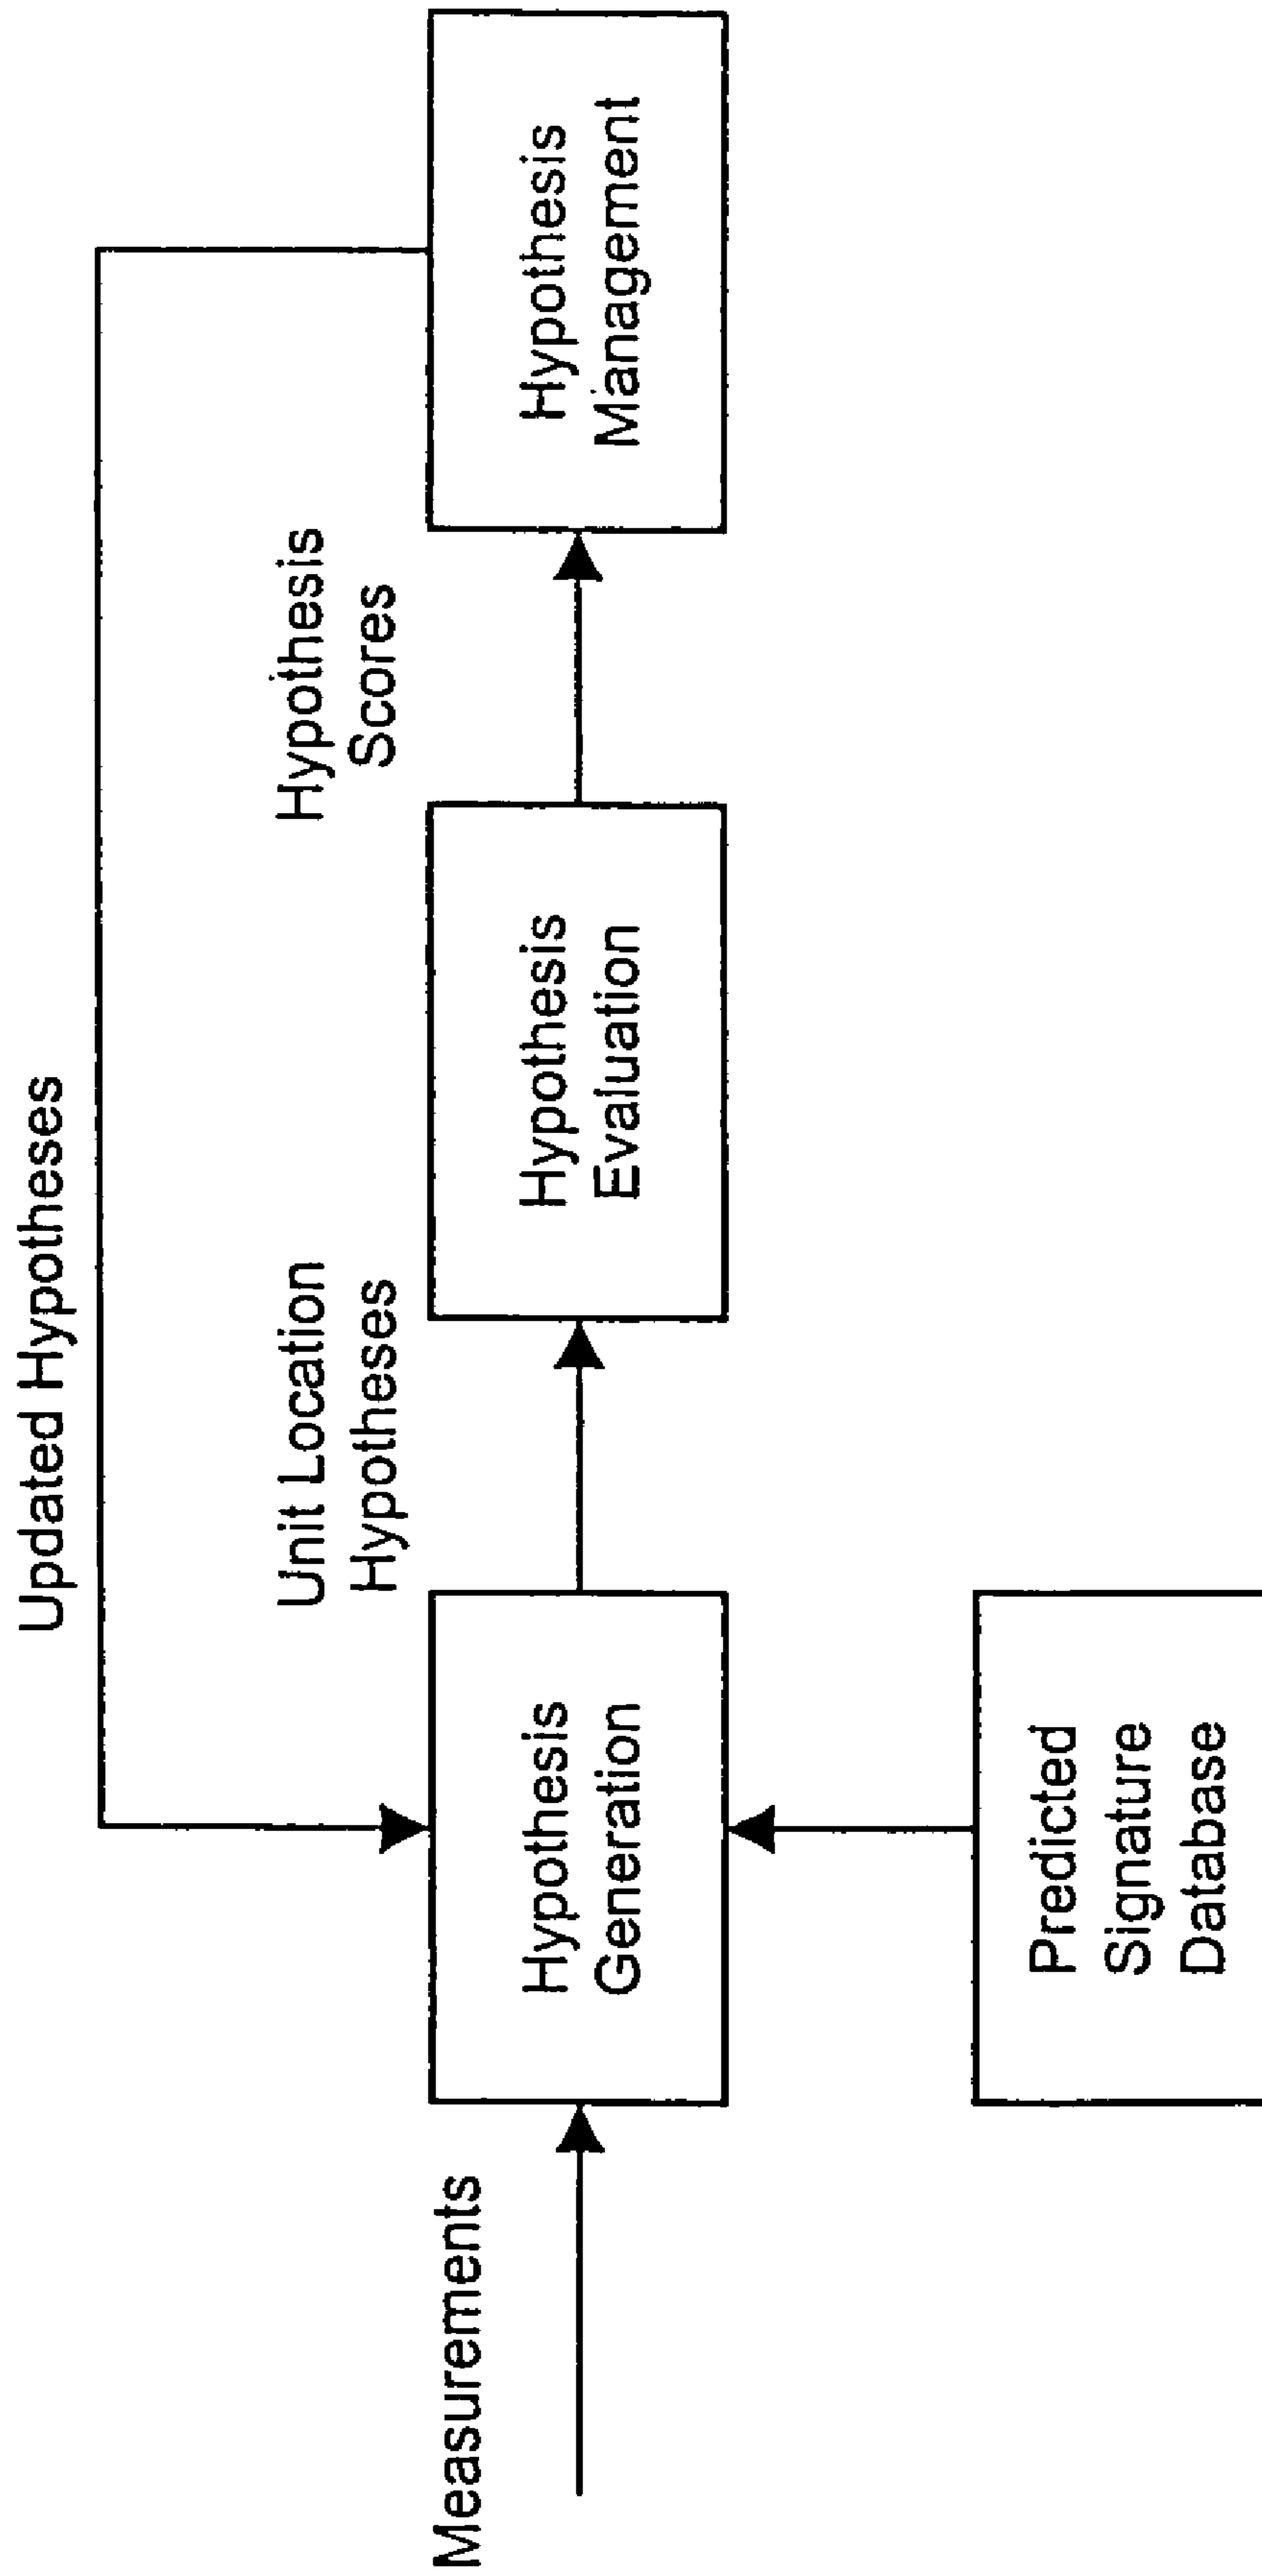 Updated Hypotheses
Unit Location
Hypotheses
Hypothesis
Scores
Measurements
Hypothesis
Generation
Hypothesis
Evaluation
Hypothesis
Management
Predicted
Signature
Database